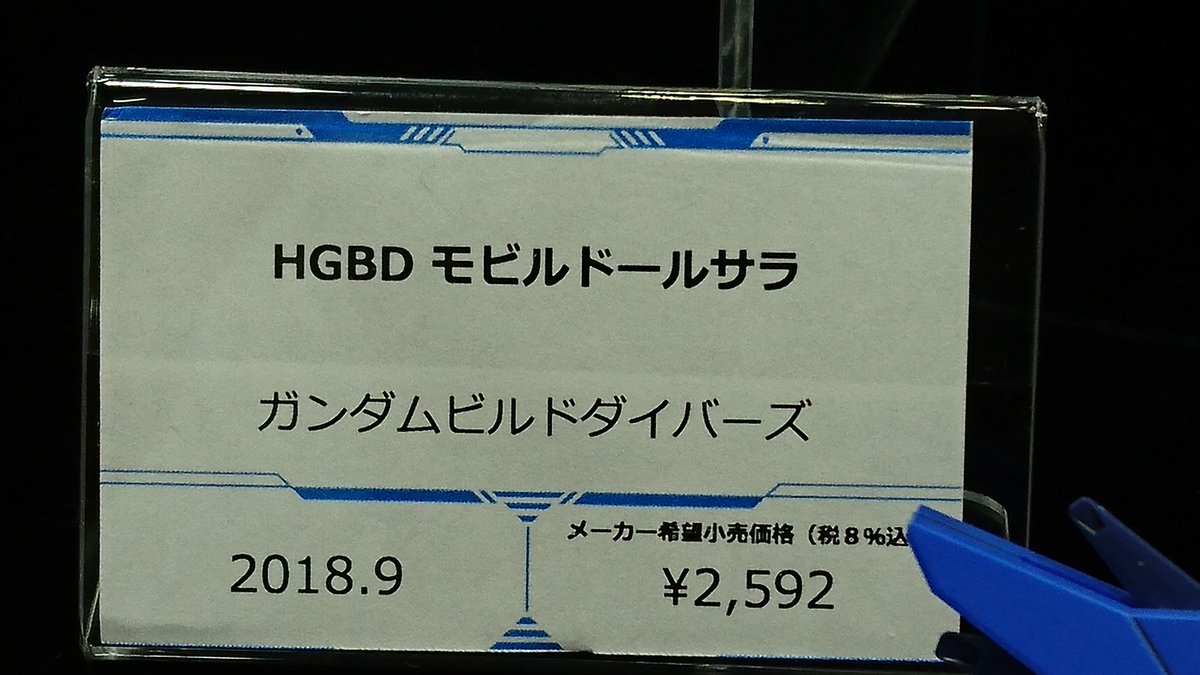 HGBD モビルドールサラ
ガンダムビルドダイバーズ
メーカー希望小売価格（税８％込
2018.9
¥2,592